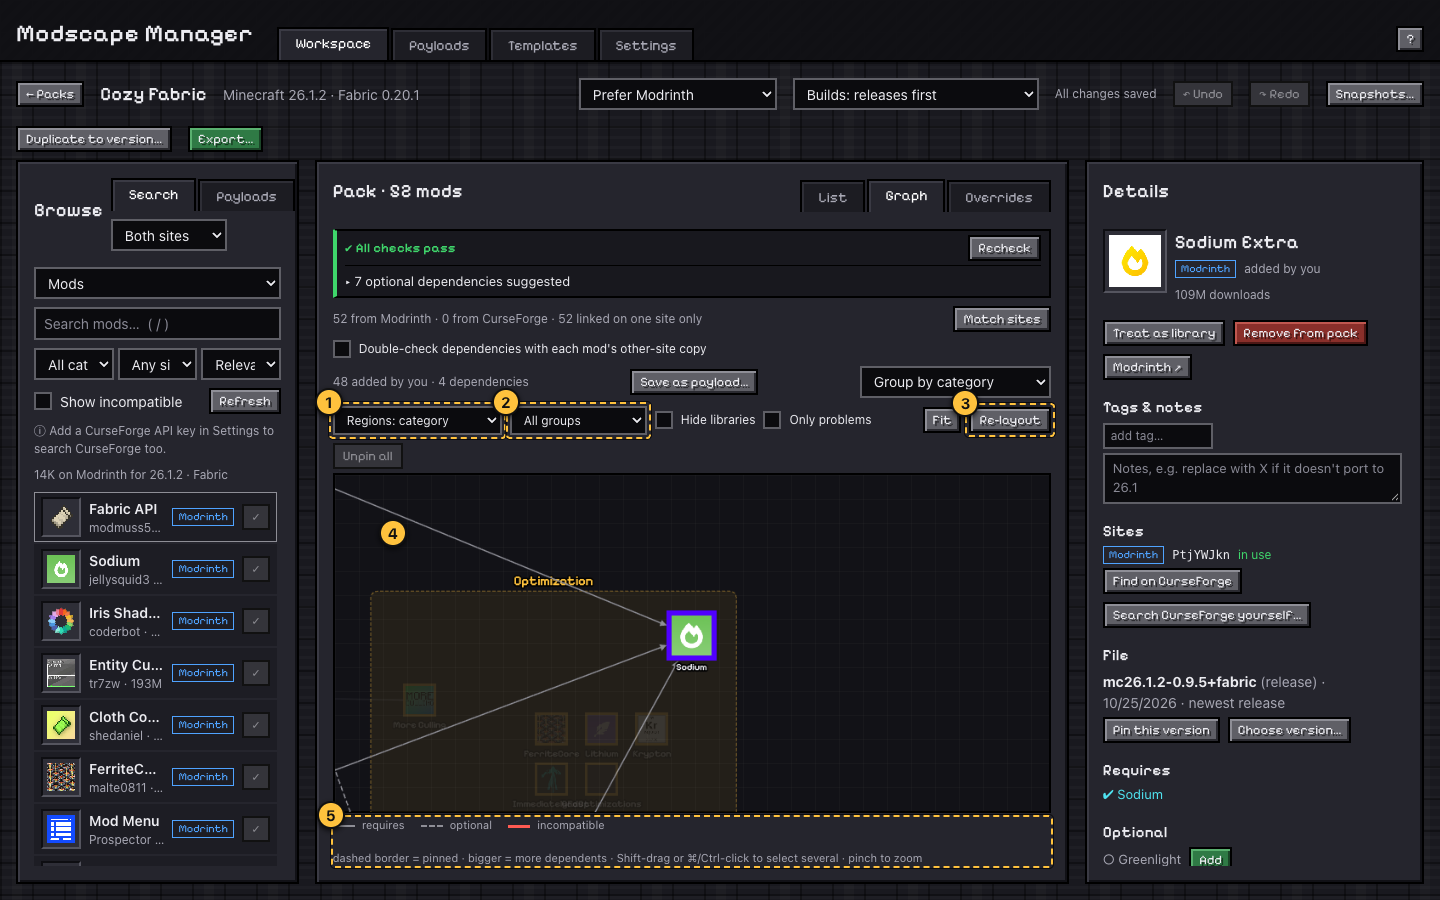 Modscape Manager
Workspace
Payloads
Templates
Settings
?
← Packs
Cozy Fabric
Minecraft 26.1.2 · Fabric 0.20.1
Prefer Modrinth
Builds: releases first
All changes saved
↶ Undo
↷ Redo
Snapshots...
Duplicate to version...
Export...
Browse
Search
Payloads
Both sites
Mods
Search mods... ( / )
All cat
Any si
Releva
Show incompatible
Refresh
ⓘ Add a CurseForge API key in Settings to
search CurseForge too.
14K on Modrinth for 26.1.2 · Fabric
Fabric API
modmuss5...
Modrinth
✓
Sodium
jellysquid3 ...
Modrinth
✓
Iris Shad...
coderbot · ...
Modrinth
✓
Entity Cu...
tr7zw · 193M
Modrinth
✓
Cloth Co...
shedaniel · ...
Modrinth
✓
FerriteC...
malte0811 ·...
Modrinth
✓
Mod Menu
Prospector ...
Modrinth
✓
Pack · 52 mods
List
Graph
Overrides
✔ All checks pass
Recheck
▸ 7 optional dependencies suggested
52 from Modrinth · 0 from CurseForge · 52 linked on one site only
Match sites
Double-check dependencies with each mod's other-site copy
48 added by you · 4 dependencies
Save as payload...
Group by category
1
2
3
Regions: category
All groups
Hide libraries
Only problems
Fit
Re-layout
Unpin all
4
Optimization
Sodium
More Culling
FerriteCore
Lithium
Krypton
5
requires
optional
incompatible
dashed border = pinned · bigger = more dependents · Shift-drag or ⌘/Ctrl-click to select several · pinch to zoom
Details
Sodium Extra
Modrinth
added by you
109M downloads
Treat as library
Remove from pack
Modrinth ↗
Tags & notes
add tag...
Notes, e.g. replace with X if it doesn't port to
26.1
Sites
Modrinth
PtjYWJkn
in use
Find on CurseForge
Search CurseForge yourself...
File
mc26.1.2-0.9.5+fabric (release) ·
10/25/2026 · newest release
Pin this version
Choose version...
Requires
✔ Sodium
Optional
○ Greenlight
Add